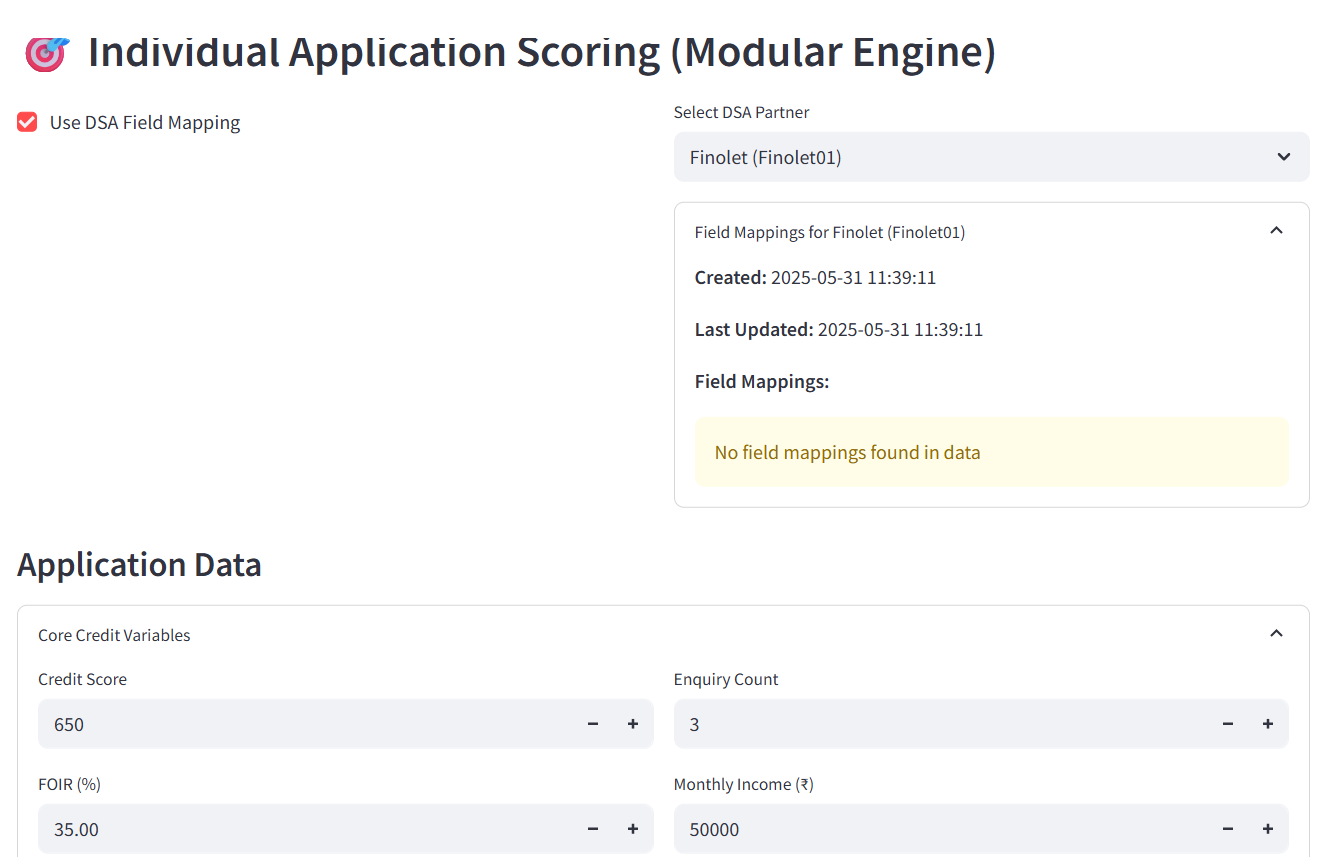 Individual Application Scoring (Modular Engine)
Use DSA Field Mapping
Select DSA Partner
Finolet (Finolet01)
Field Mappings for Finolet (Finolet01)
Created: 2025-05-31 11:39:11
Last Updated: 2025-05-31 11:39:11
Field Mappings:
No field mappings found in data
Application Data
Core Credit Variables
Credit Score
Enquiry Count
650
3
FOIR (%)
Monthly Income (₹)
35.00
50000